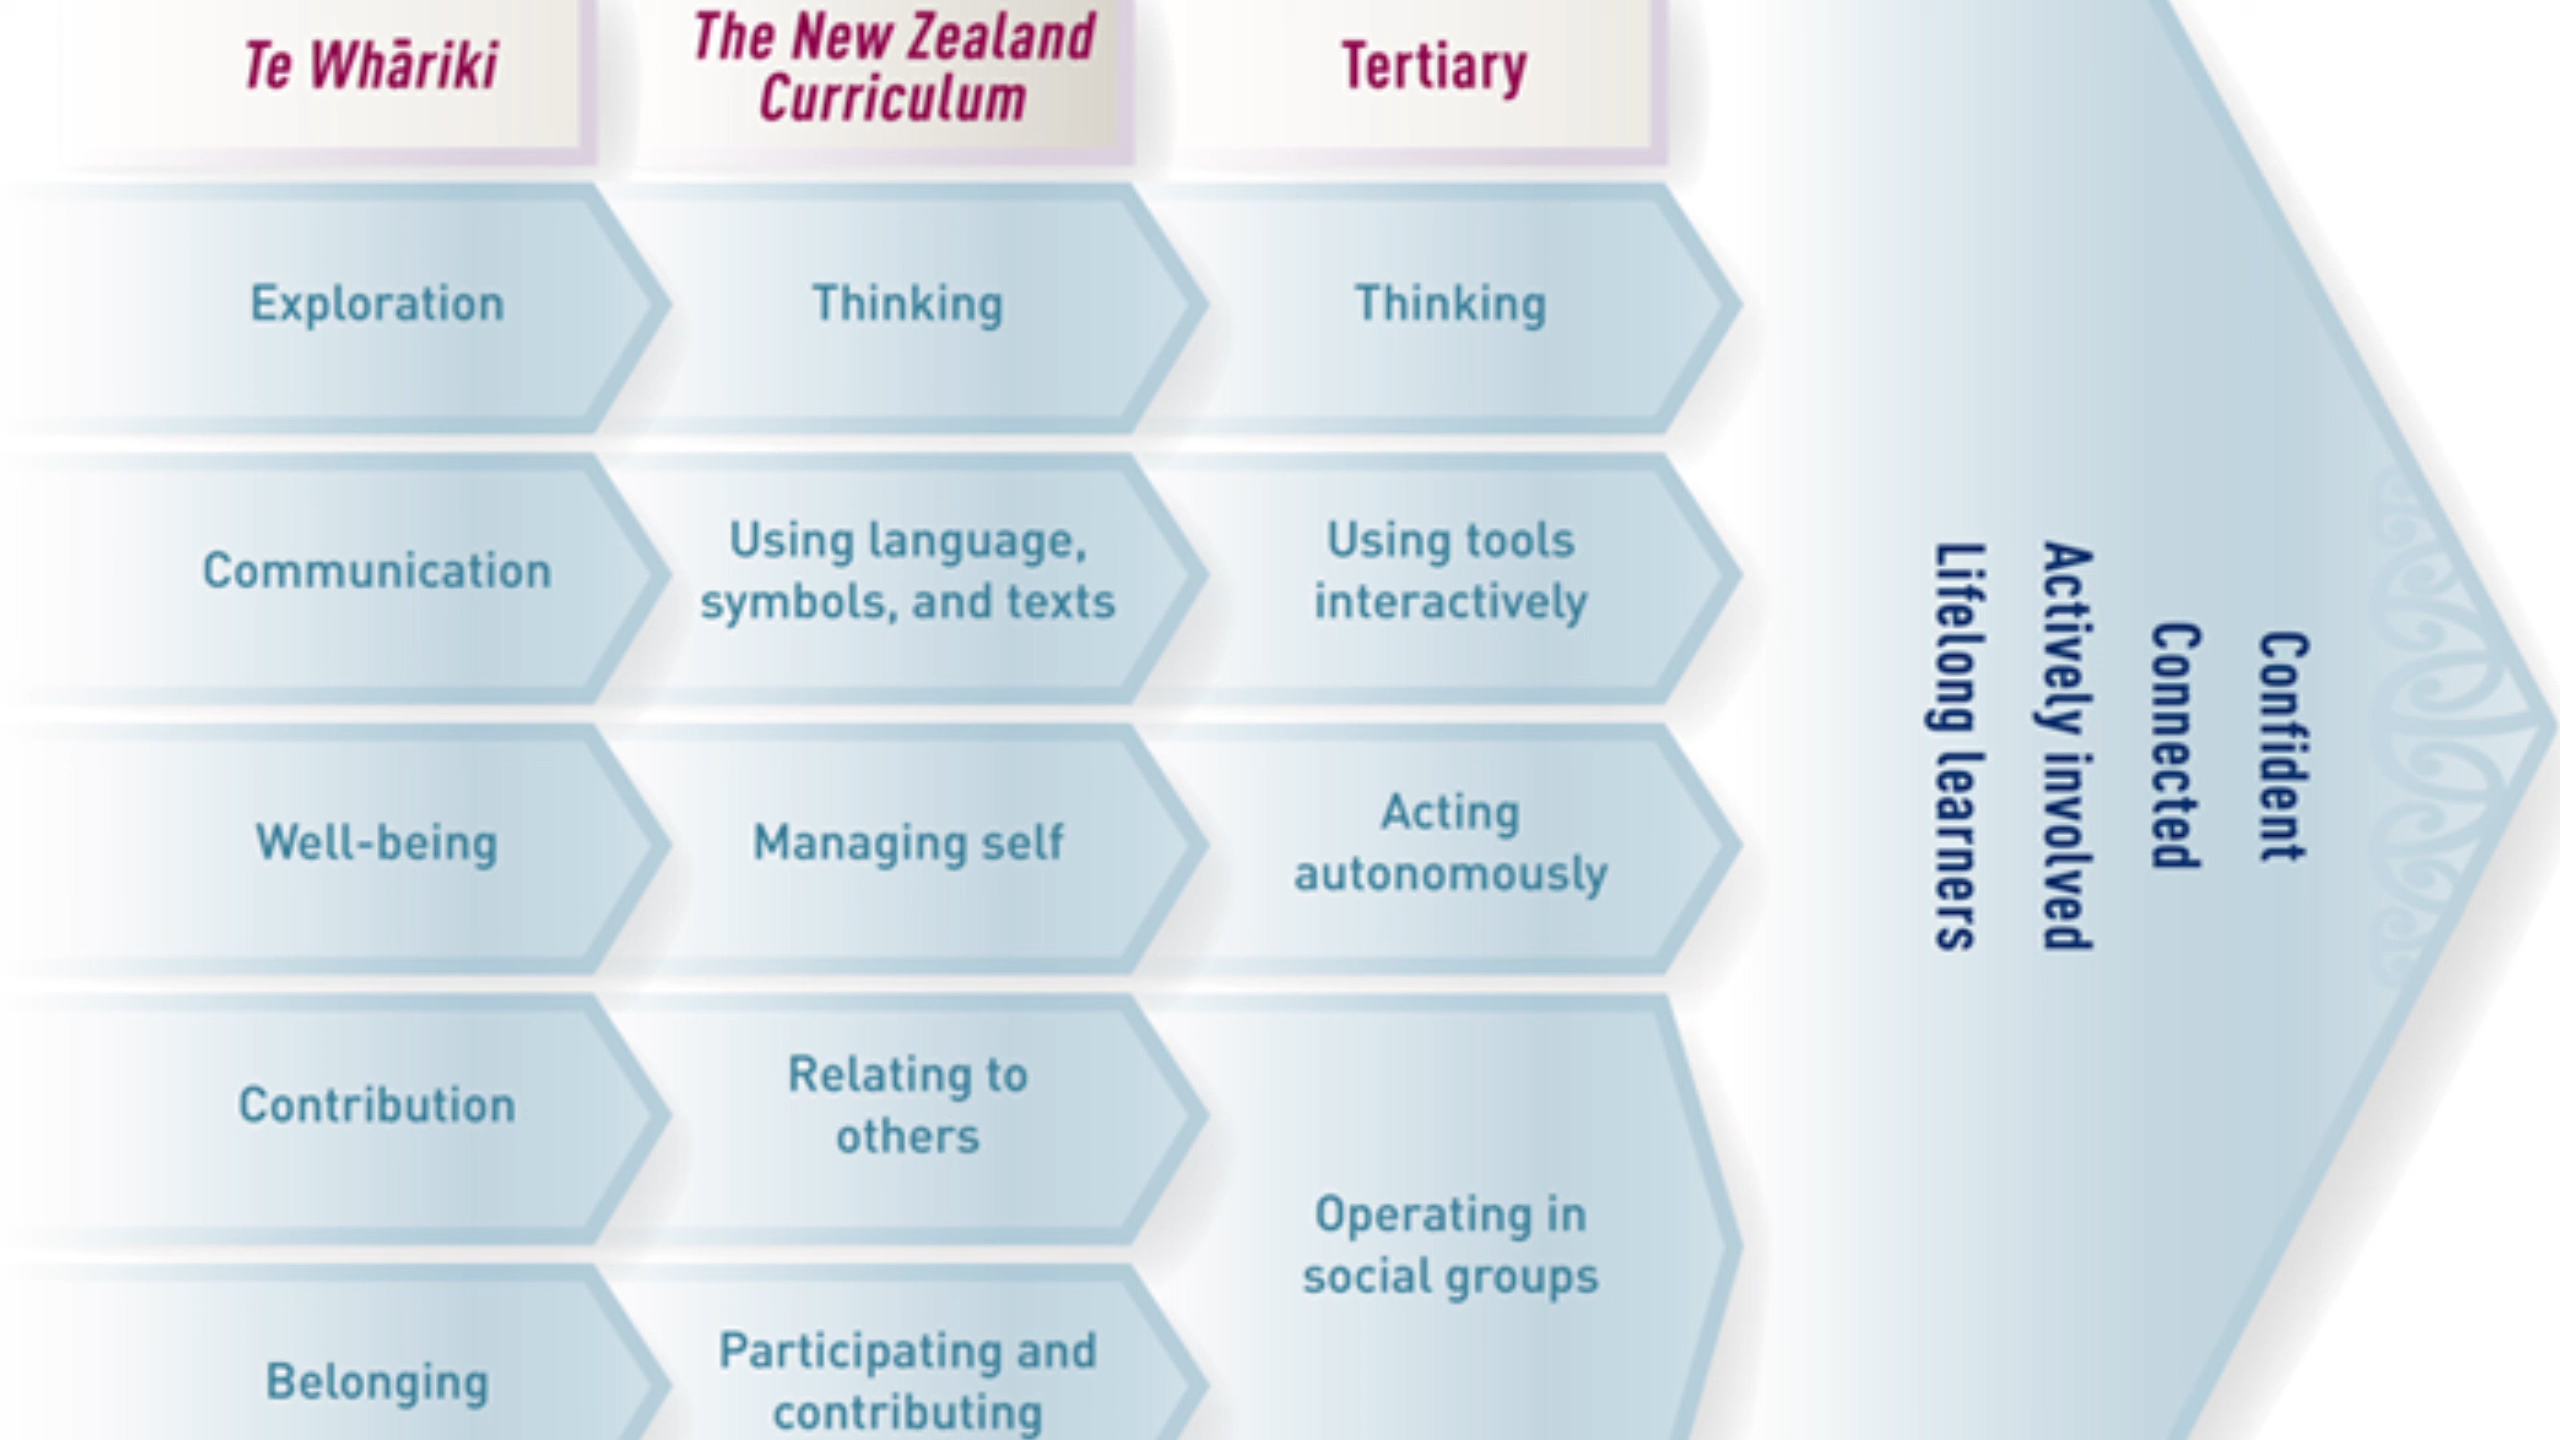 Te Whāriki
The New Zealand
Curriculum
Tertiary
Exploration
Thinking
Thinking
Communication
Using language,
symbols, and texts
Using tools
interactively
Well-being
Managing self
Acting
autonomously
Contribution
Relating to
others
Operating in
social groups
Belonging
Participating and
contributing
Confident
Connected
Actively involved
Lifelong learners